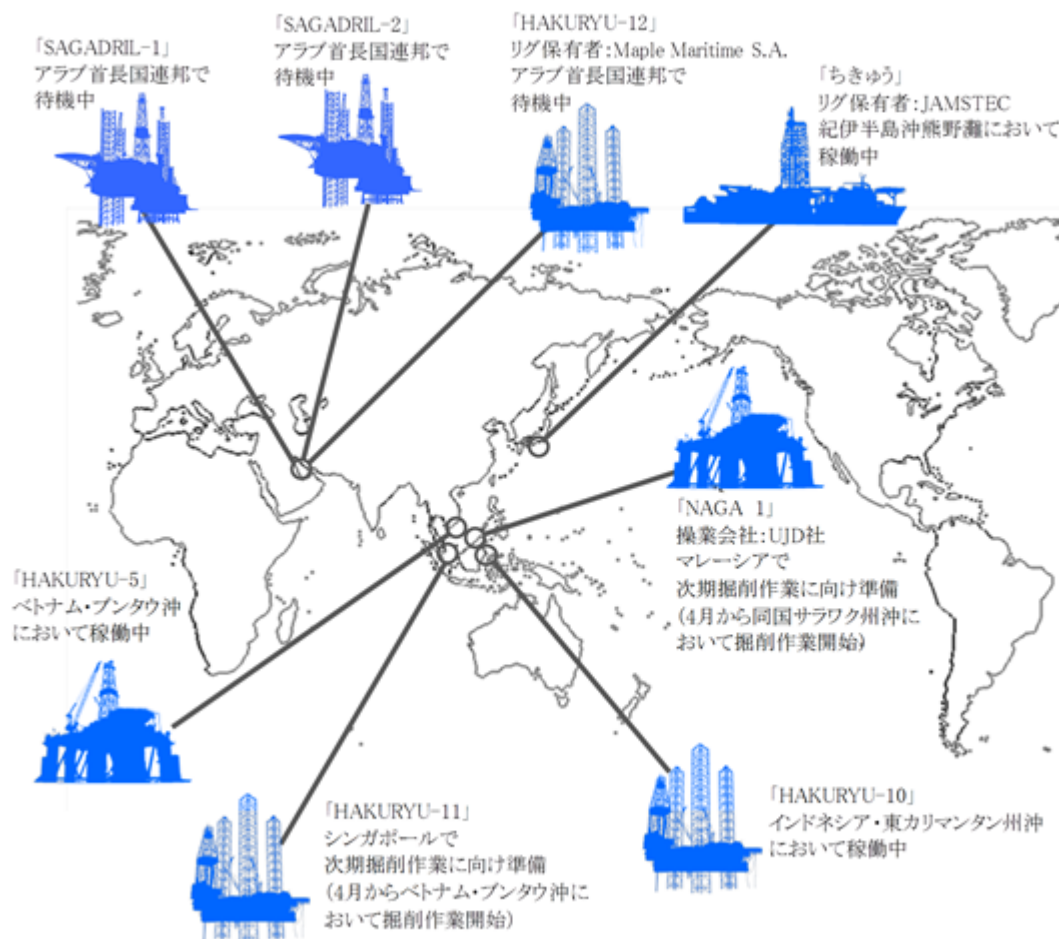 「SAGADRIL-1」
アラブ首長国連邦で
待機中
「SAGADRIL-2」
アラブ首長国連邦で
待機中
「HAKURYU-12」
リグ保有者：Maple Maritime S.A.
アラブ首長国連邦で
待機中
「ちきゅう」
リグ保有者：JAMSTEC
紀伊半島沖熊野灘において
稼働中
「NAGA 1」
操業会社：UJD社
マレーシアで
次期掘削作業に向け準備
(4月から同国サラワク州沖に
おいて掘削作業開始)
「HAKURYU-5」
ベトナム・ブンタウ沖
において稼働中
「HAKURYU-11」
シンガポールで
次期掘削作業に向け準備
(4月からベトナム・ブンタウ沖に
おいて掘削作業開始)
「HAKURYU-10」
インドネシア・東カリマンタン州沖
において稼働中